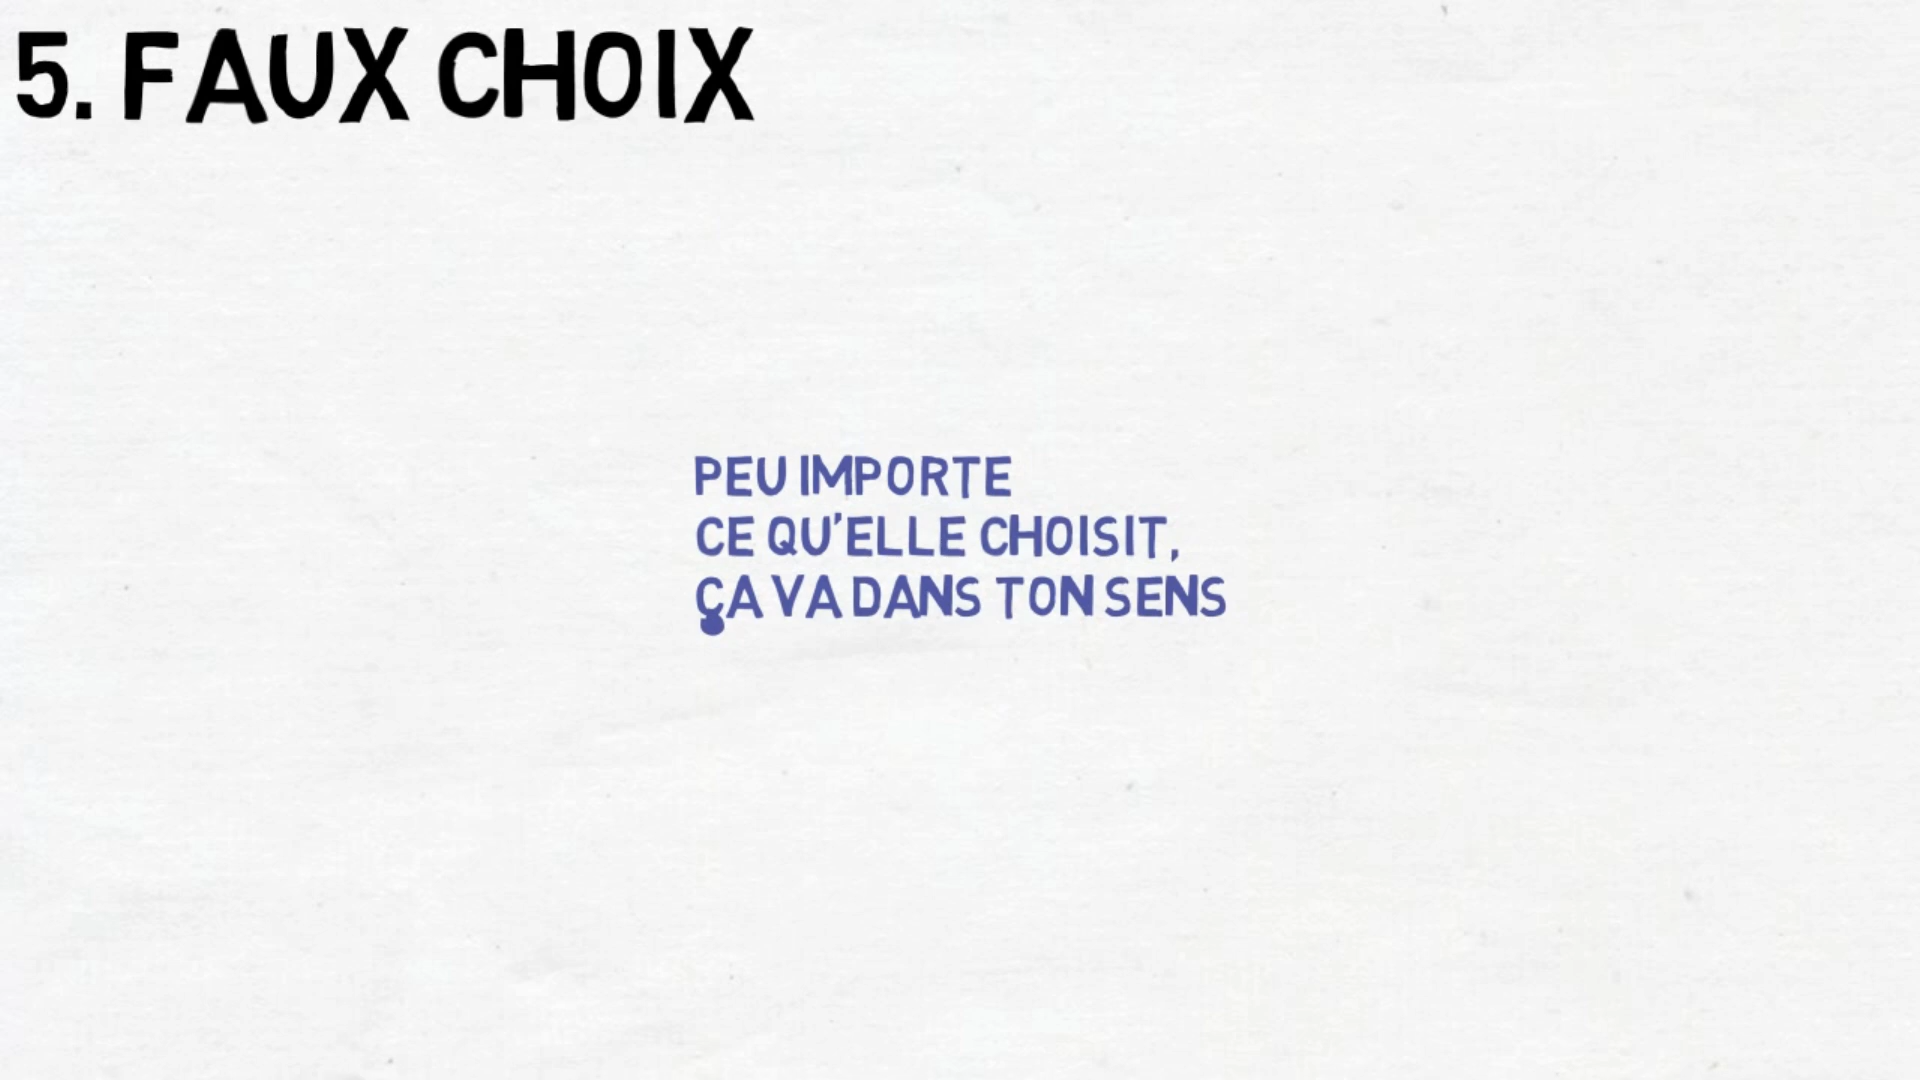 5. FAUX CHOIX
PEU IMPORTE
CE QU'ELLE CHOISIT,
ÇA VA DANS TON SENS